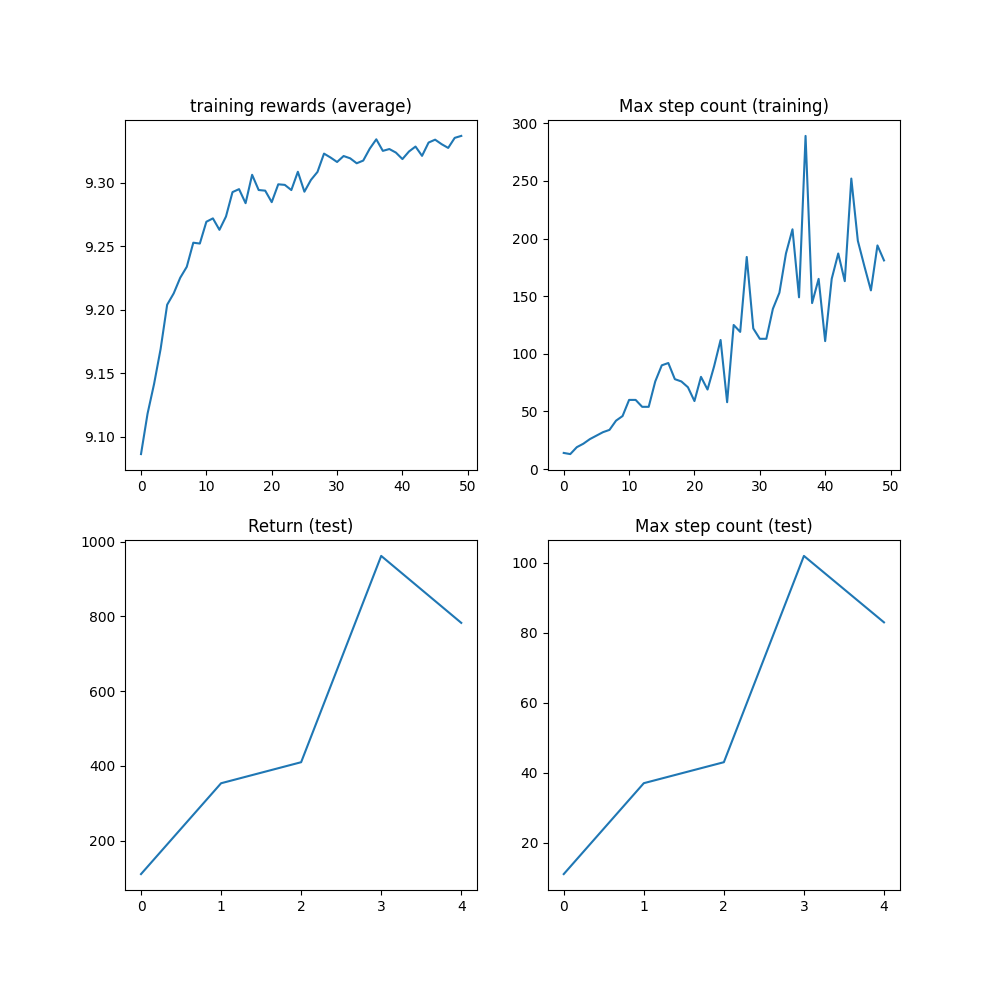 training rewards (average)
9.30
9.25
9.20
9.15
9.10
0 10 20 30 40 50
Max step count (training)
300
250
200
150
100
50
0
0 10 20 30 40 50
Return (test)
1000
800
600
400
200
0 1 2 3 4
Max step count (test)
100
80
60
40
20
0 1 2 3 4